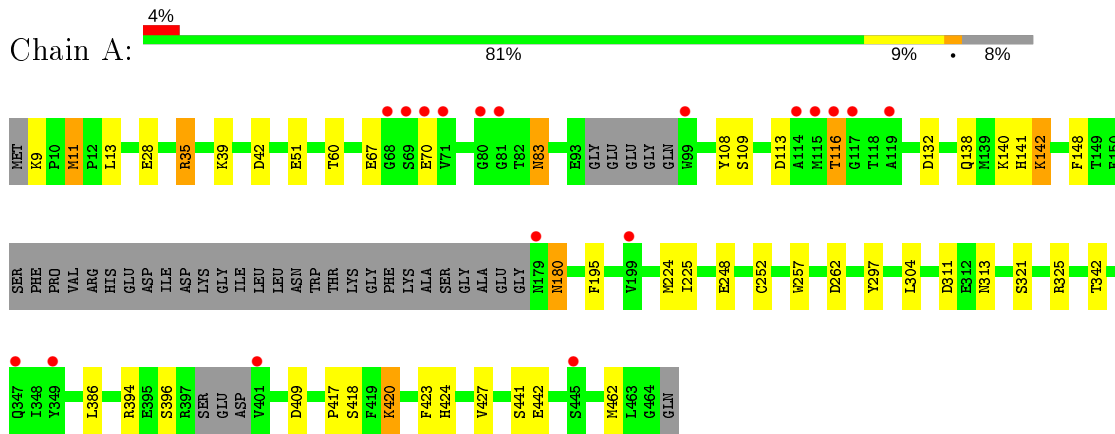 4%
Chain A:
81% 9% • 8%
MET K9 P10 M11 P12 L13 E28 R35 K39 D42 E51 T60 E67 G68 S69 E70 V71 G80 G81 T82 N83 E93 GLY GLU GLU GLY GLN W99 Y108 S109 D113 A114 M115 T116 G117 T118 A119 D132 Q138 M139 K140 H141 K142 F148 T149 E150
SER PHE PRO VAL ARG HIS GLU ASP ILE ASP LYS GLY ILE LEU LEU ASN TRP THR LYS GLY PHE LYS ALA SER GLY ALA GLU GLY N179 N180 F195 V199 M224 I225 E248 C252 W257 D262 Y297 L304 D311 E312 N313 S321 R325 T342
Q347 I348 Y349 L386 R394 E395 S396 R397 SER GLU ASP V401 D409 P417 S418 F419 K420 F423 H424 V427 S441 E442 S445 M462 L463 G464 GLN